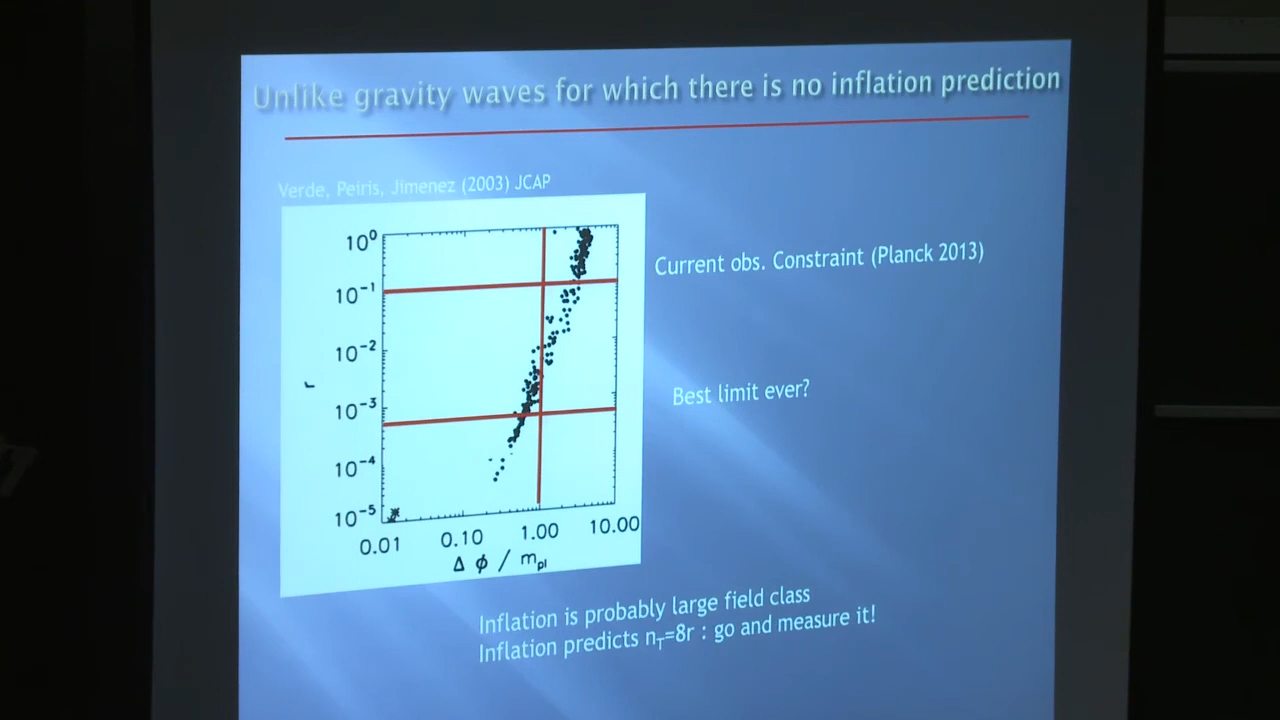 Unlike gravity waves for which there is no inflation prediction
Verde, Peiris, Jimenez (2003) JCAP
10⁰
10⁻¹
10⁻²
10⁻³
10⁻⁴
10⁻⁵
r
0.01 0.10 1.00 10.00
Δ ϕ / mpl
Current obs. Constraint (Planck 2013)
Best limit ever?
Inflation is probably large field class
Inflation predicts nT=8r : go and measure it!